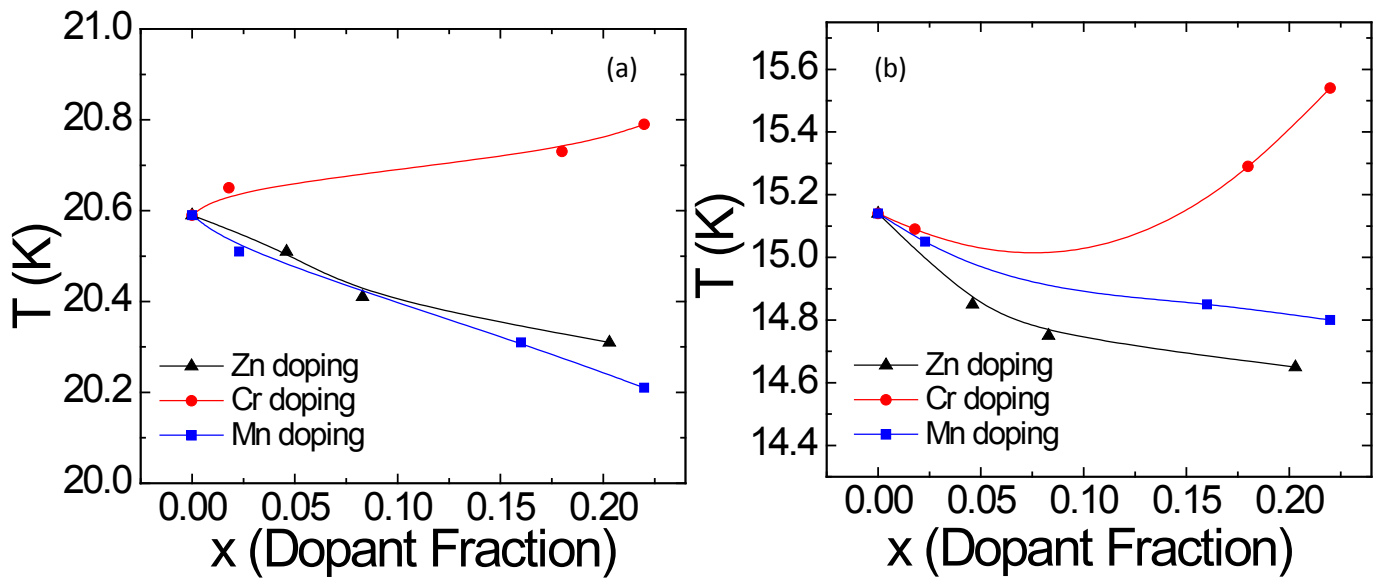 (a)
T (K)
21.0
20.8
20.6
20.4
20.2
20.0
Zn doping
Cr doping
Mn doping
0.00 0.05 0.10 0.15 0.20
x (Dopant Fraction)
(b)
T (K)
15.6
15.4
15.2
15.0
14.8
14.6
14.4
Zn doping
Cr doping
Mn doping
0.00 0.05 0.10 0.15 0.20
x (Dopant Fraction)